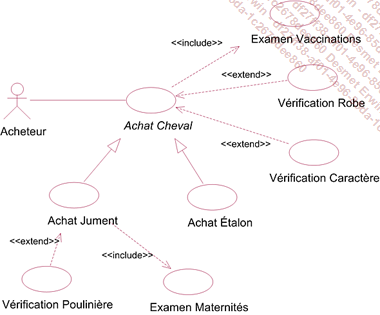 Examen Vaccinations
<<include>>
<<extend>>
Vérification Robe
Acheteur
Achat Cheval
<<extend>>
Vérification Caractère
Achat Jument
Achat Étalon
<<extend>>
<<include>>
Vérification Poulinière
Examen Maternités